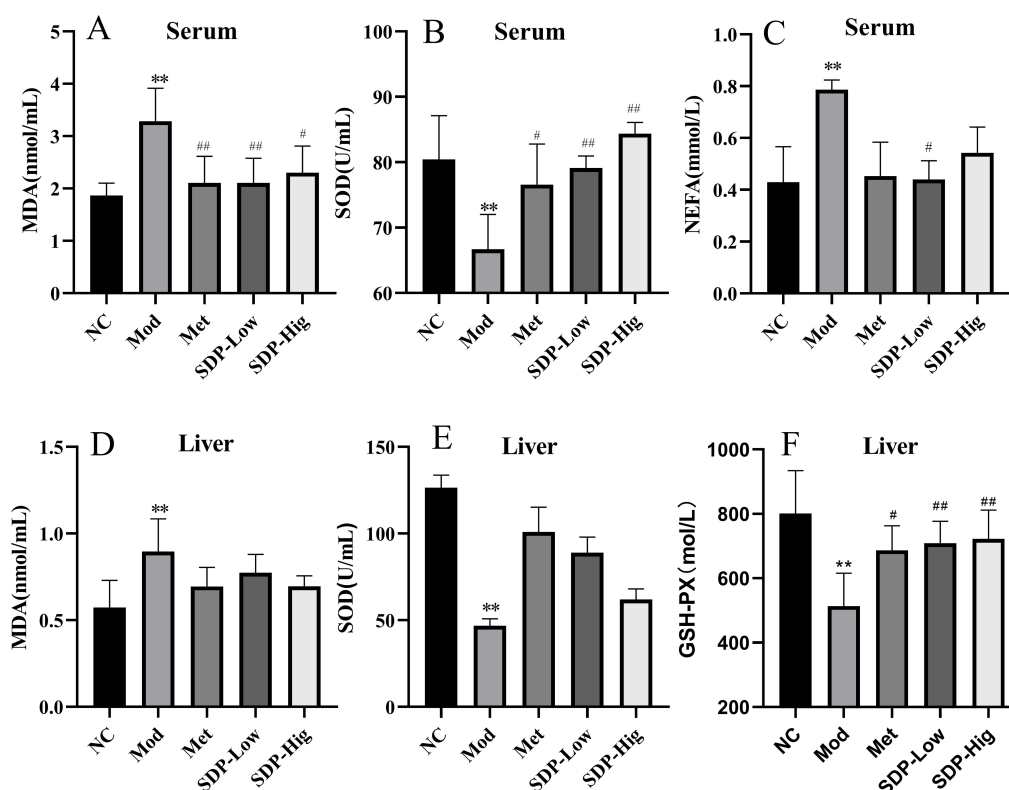 A
Serum
MDA(nmol/mL)
5
4
3
2
1
0
**
##
##
#
NC
Mod
Met
SDP-Low
SDP-Hig
B
Serum
SOD(U/mL)
100
90
80
70
60
**
#
##
##
NC
Mod
Met
SDP-Low
SDP-Hig
C
Serum
NEFA(mmol/L)
1.0
0.8
0.6
0.4
0.2
0.0
**
#
NC
Mod
Met
SDP-Low
SDP-Hig
D
Liver
MDA(nmol/mL)
1.5
1.0
0.5
0.0
**
NC
Mod
Met
SDP-Low
SDP-Hig
E
Liver
SOD(U/mL)
150
100
50
0
**
NC
Mod
Met
SDP-Low
SDP-Hig
F
Liver
GSH-PX(mol/L)
1000
800
600
400
200
**
#
##
##
NC
Mod
Met
SDP-Low
SDP-Hig